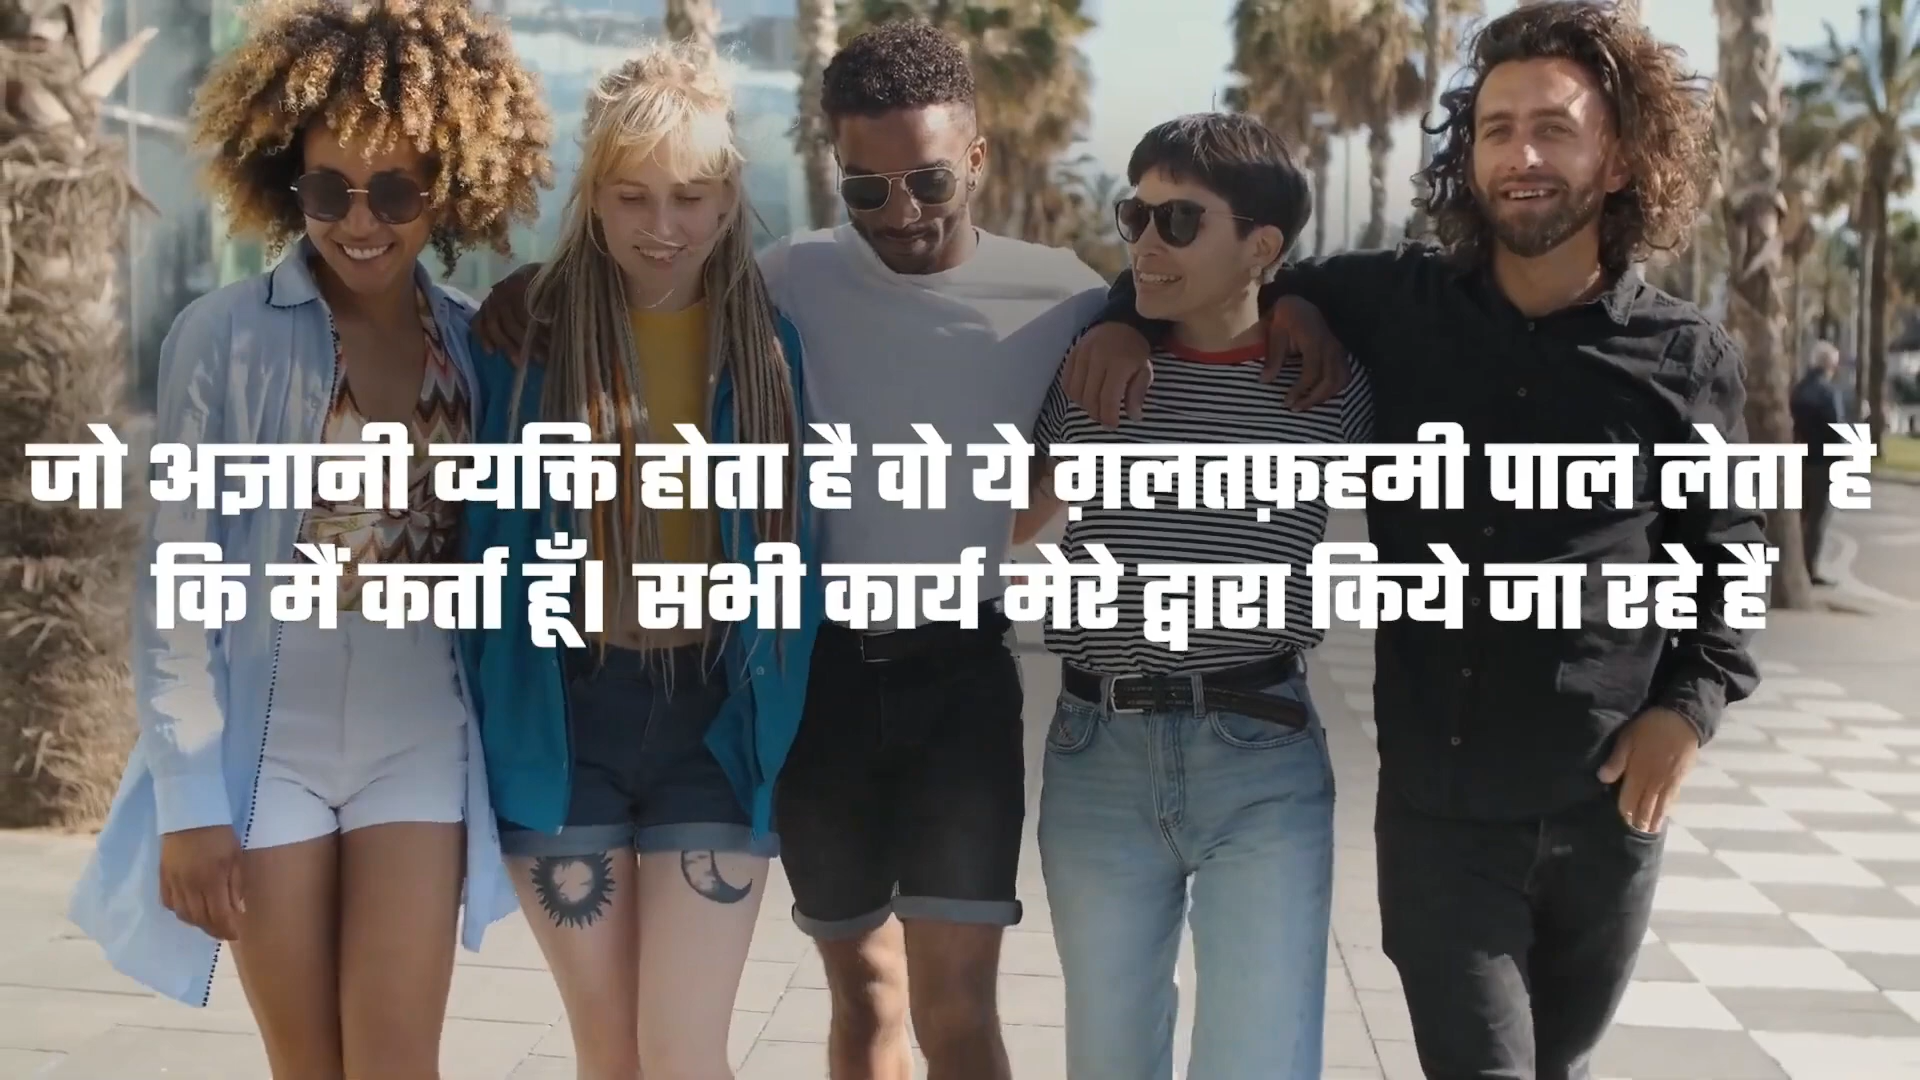 जो अज्ञानी व्यक्ति होता है वो ये ग़लतफ़हमी पाल लेता है
कि मैं कर्ता हूँ। सभी कार्य मेरे द्वारा किये जा रहे हैं